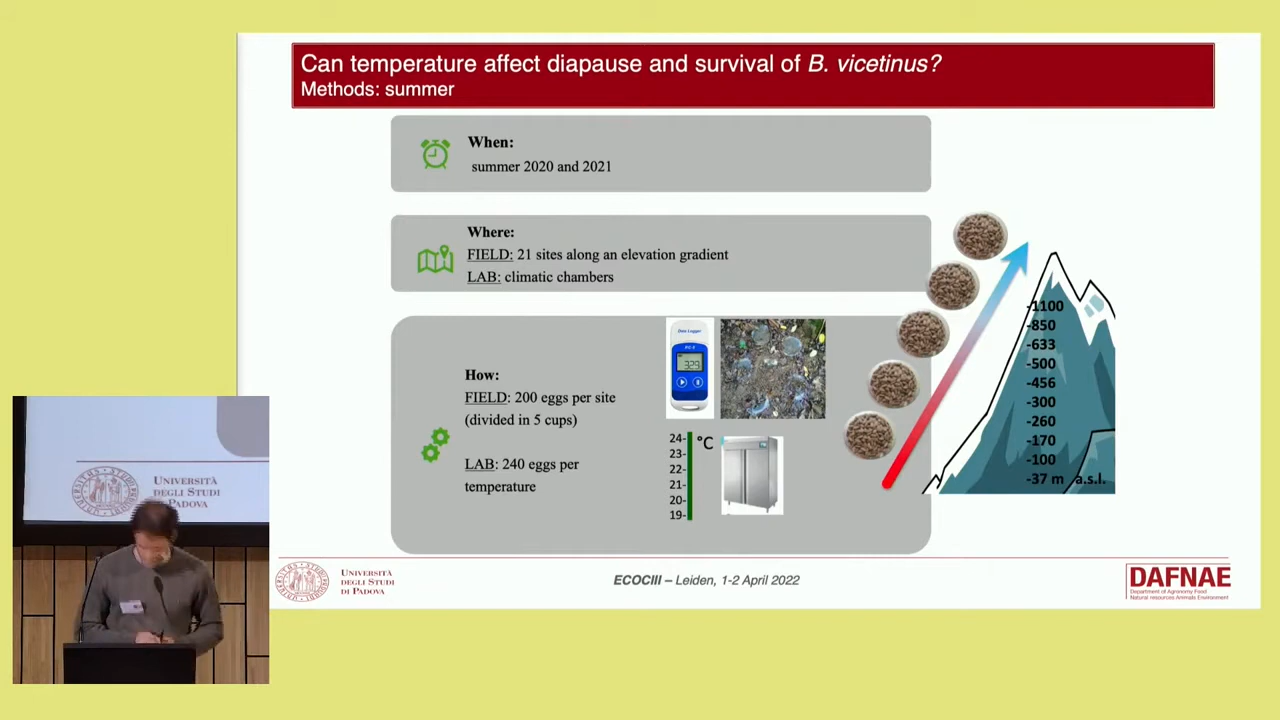 Can temperature affect diapause and survival of B. vicetinus?
Methods: summer
When:
summer 2020 and 2021
Where:
FIELD: 21 sites along an elevation gradient
LAB: climatic chambers
How:
FIELD: 200 eggs per site
(divided in 5 cups)
LAB: 240 eggs per
temperature
Data Logger
24-
°C
23-
22-
21-
20-
19-
-1100
-850
-633
-500
-456
-300
-260
-170
-100
-37 m a.s.l.
UNIVERSITÀ
DEGLI STUDI
DI PADOVA
ECOCIII – Leiden, 1-2 April 2022
DAFNAE
Department of Agronomy Food
Natural resources Animals Environment
UNIVERSITÀ
DEGLI STUDI
DI PADOVA